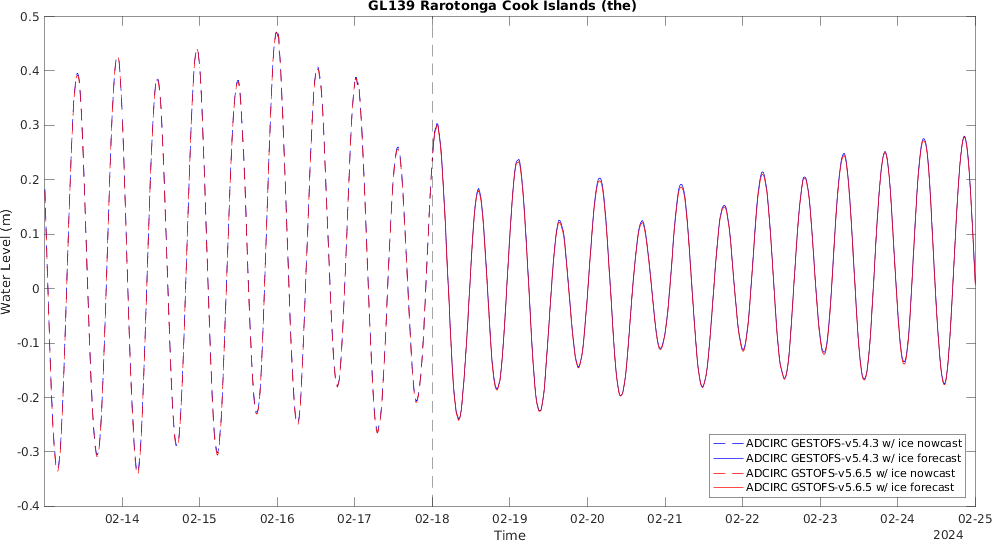 GL139 Rarotonga Cook Islands (the)
0.5
0.4
0.3
0.2
0.1
0
-0.1
-0.2
-0.3
-0.4
Water Level (m)
ADCIRC GESTOFS-v5.4.3 w/ ice nowcast
ADCIRC GESTOFS-v5.4.3 w/ ice forecast
ADCIRC GSTOFS-v5.6.5 w/ ice nowcast
ADCIRC GSTOFS-v5.6.5 w/ ice forecast
02-14 02-15 02-16 02-17 02-18 02-19 02-20 02-21 02-22 02-23 02-24 02-25
Time
2024